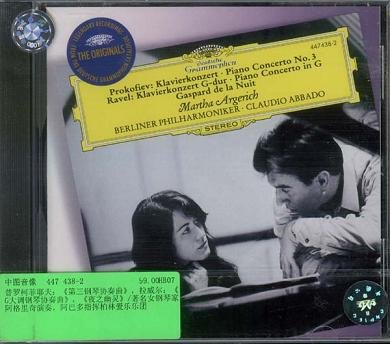 THE ORIGINALS
LEGENDARY RECORDINGS
Deutsche
Grammophon
447 438-2
Prokofiev: Klavierkonzert · Piano Concerto No. 3
Ravel: Klavierkonzert G-dur · Piano Concerto in G
Gaspard de la Nuit
Martha Argerich
BERLINER PHILHARMONIKER · CLAUDIO ABBADO
STEREO
中图音像 447 438-2 59.00HB07
普罗柯菲耶夫:《第三钢琴协奏曲》,拉威尔:《
G大调钢琴协奏曲》,《夜之幽灵》/著名女钢琴家
阿格里奇演奏,阿巴多指挥柏林爱乐乐团